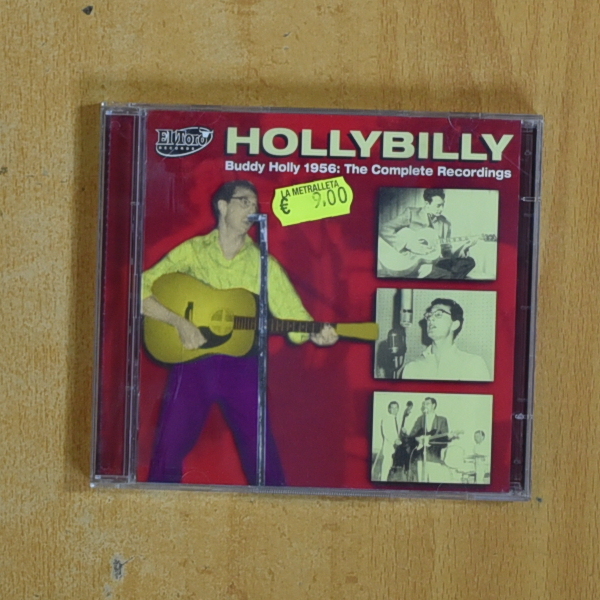 El Toro
RECORDS
HOLLYBILLY
Buddy Holly 1956: The Complete Recordings
LA METRALLETA
€ 9,00